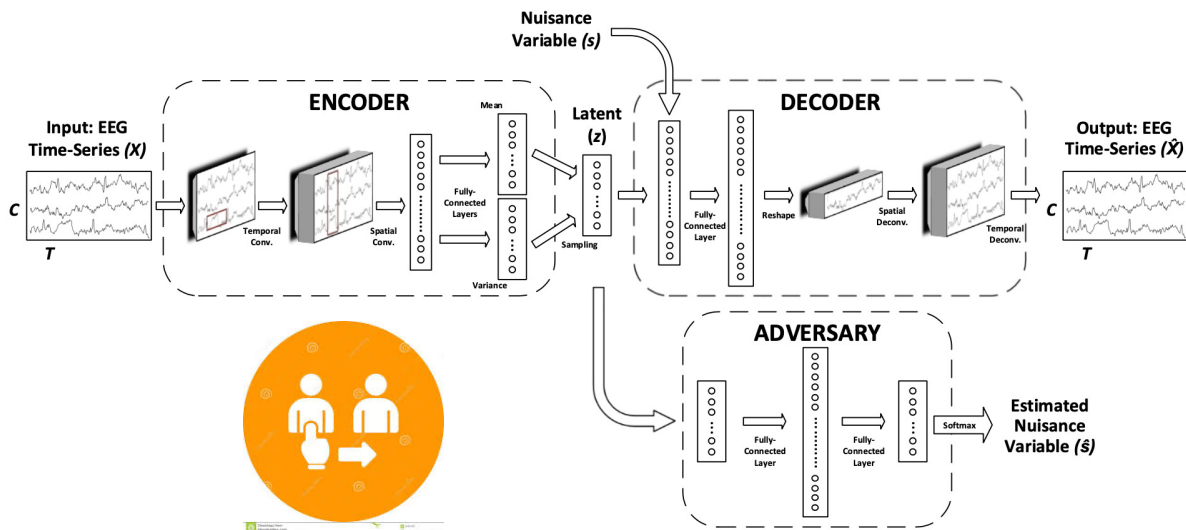 Nuisance
Variable (s)
ENCODER
DECODER
Input: EEG
Time-Series (X)
C
T
Temporal
Conv.
Spatial
Conv.
Fully-
Connected
Layers
Mean
Variance
Latent
(z)
Sampling
Fully-
Connected
Layer
Reshape
Spatial
Deconv.
Temporal
Deconv.
Output: EEG
Time-Series (X̂)
C
T
ADVERSARY
Fully-
Connected
Layer
Fully-
Connected
Layer
Softmax
Estimated
Nuisance
Variable (ŝ)